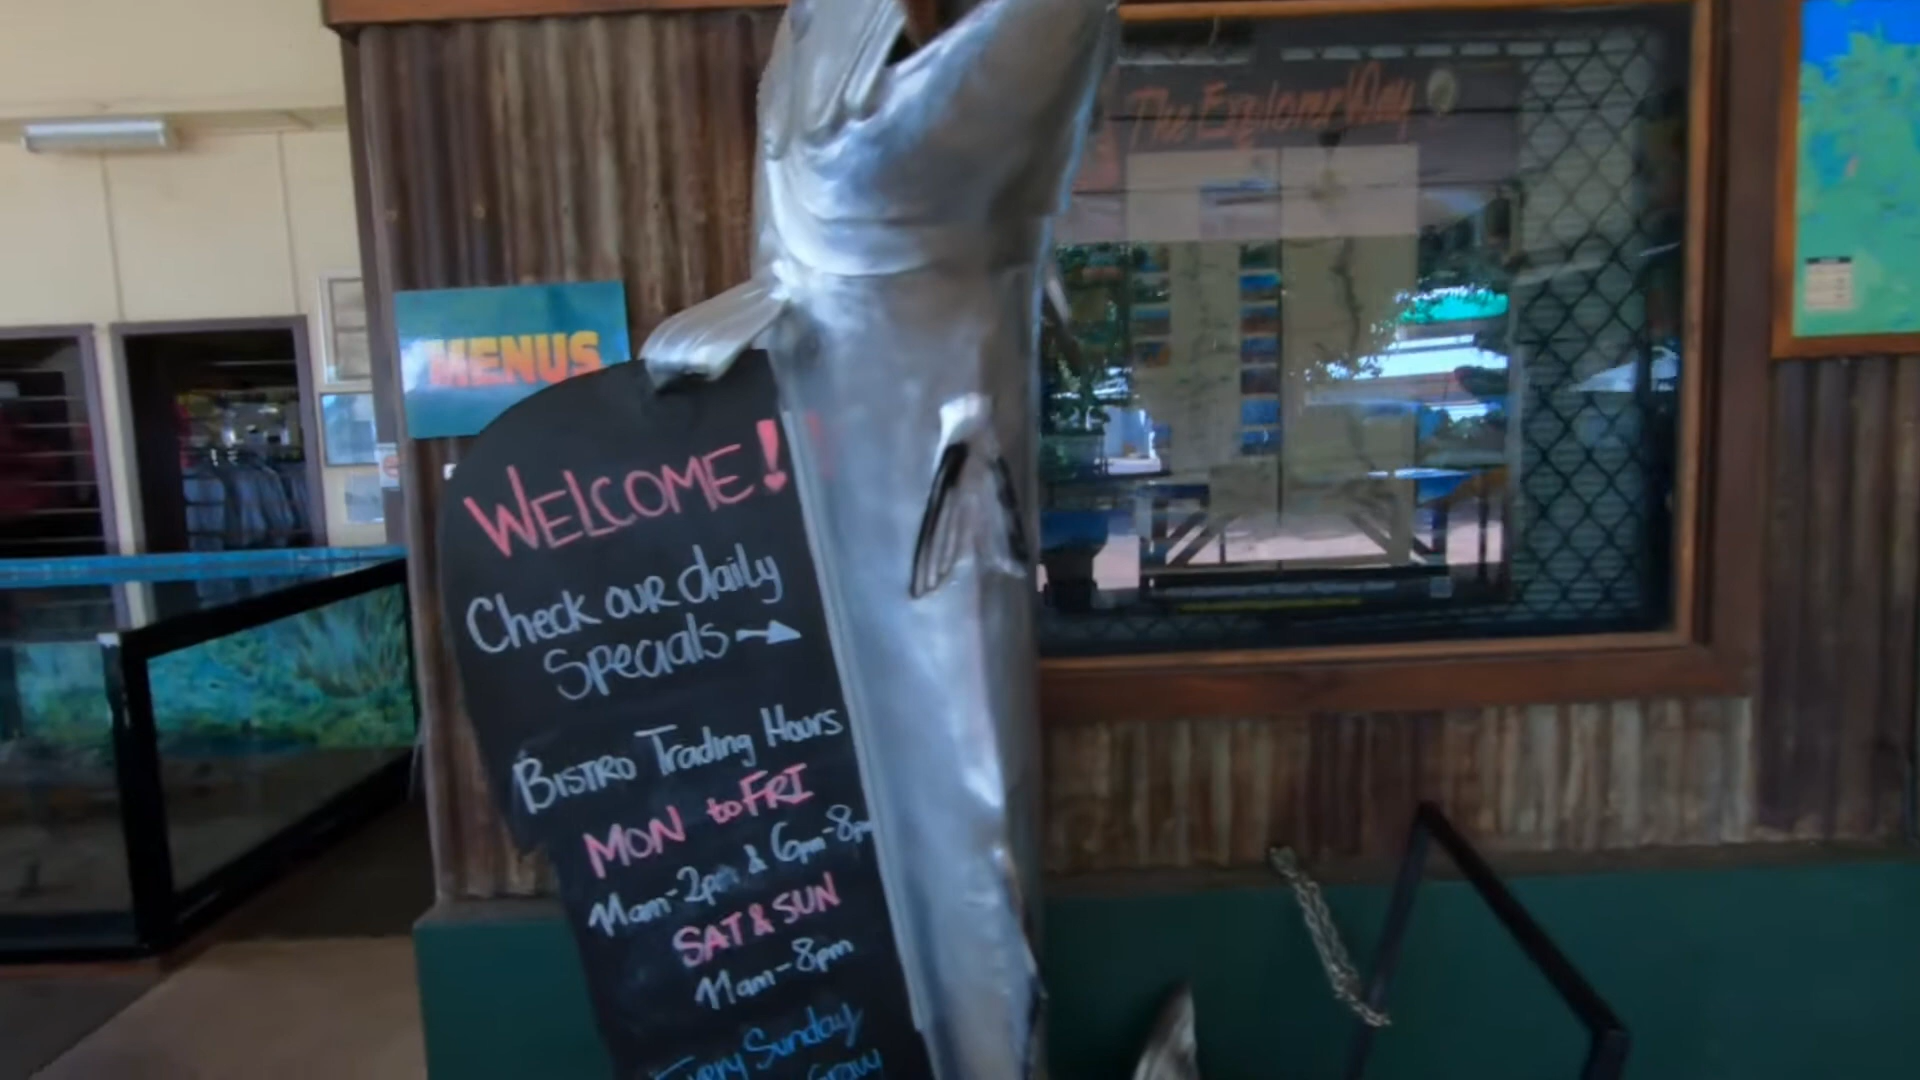 The Explorer Way
MENUS
WELCOME!
Check our daily
Specials
Bistro Trading Hours
MON to FRI
11am-2pm & 6pm-8pm
SAT & SUN
11am-8pm
Every Sunday
Gravy